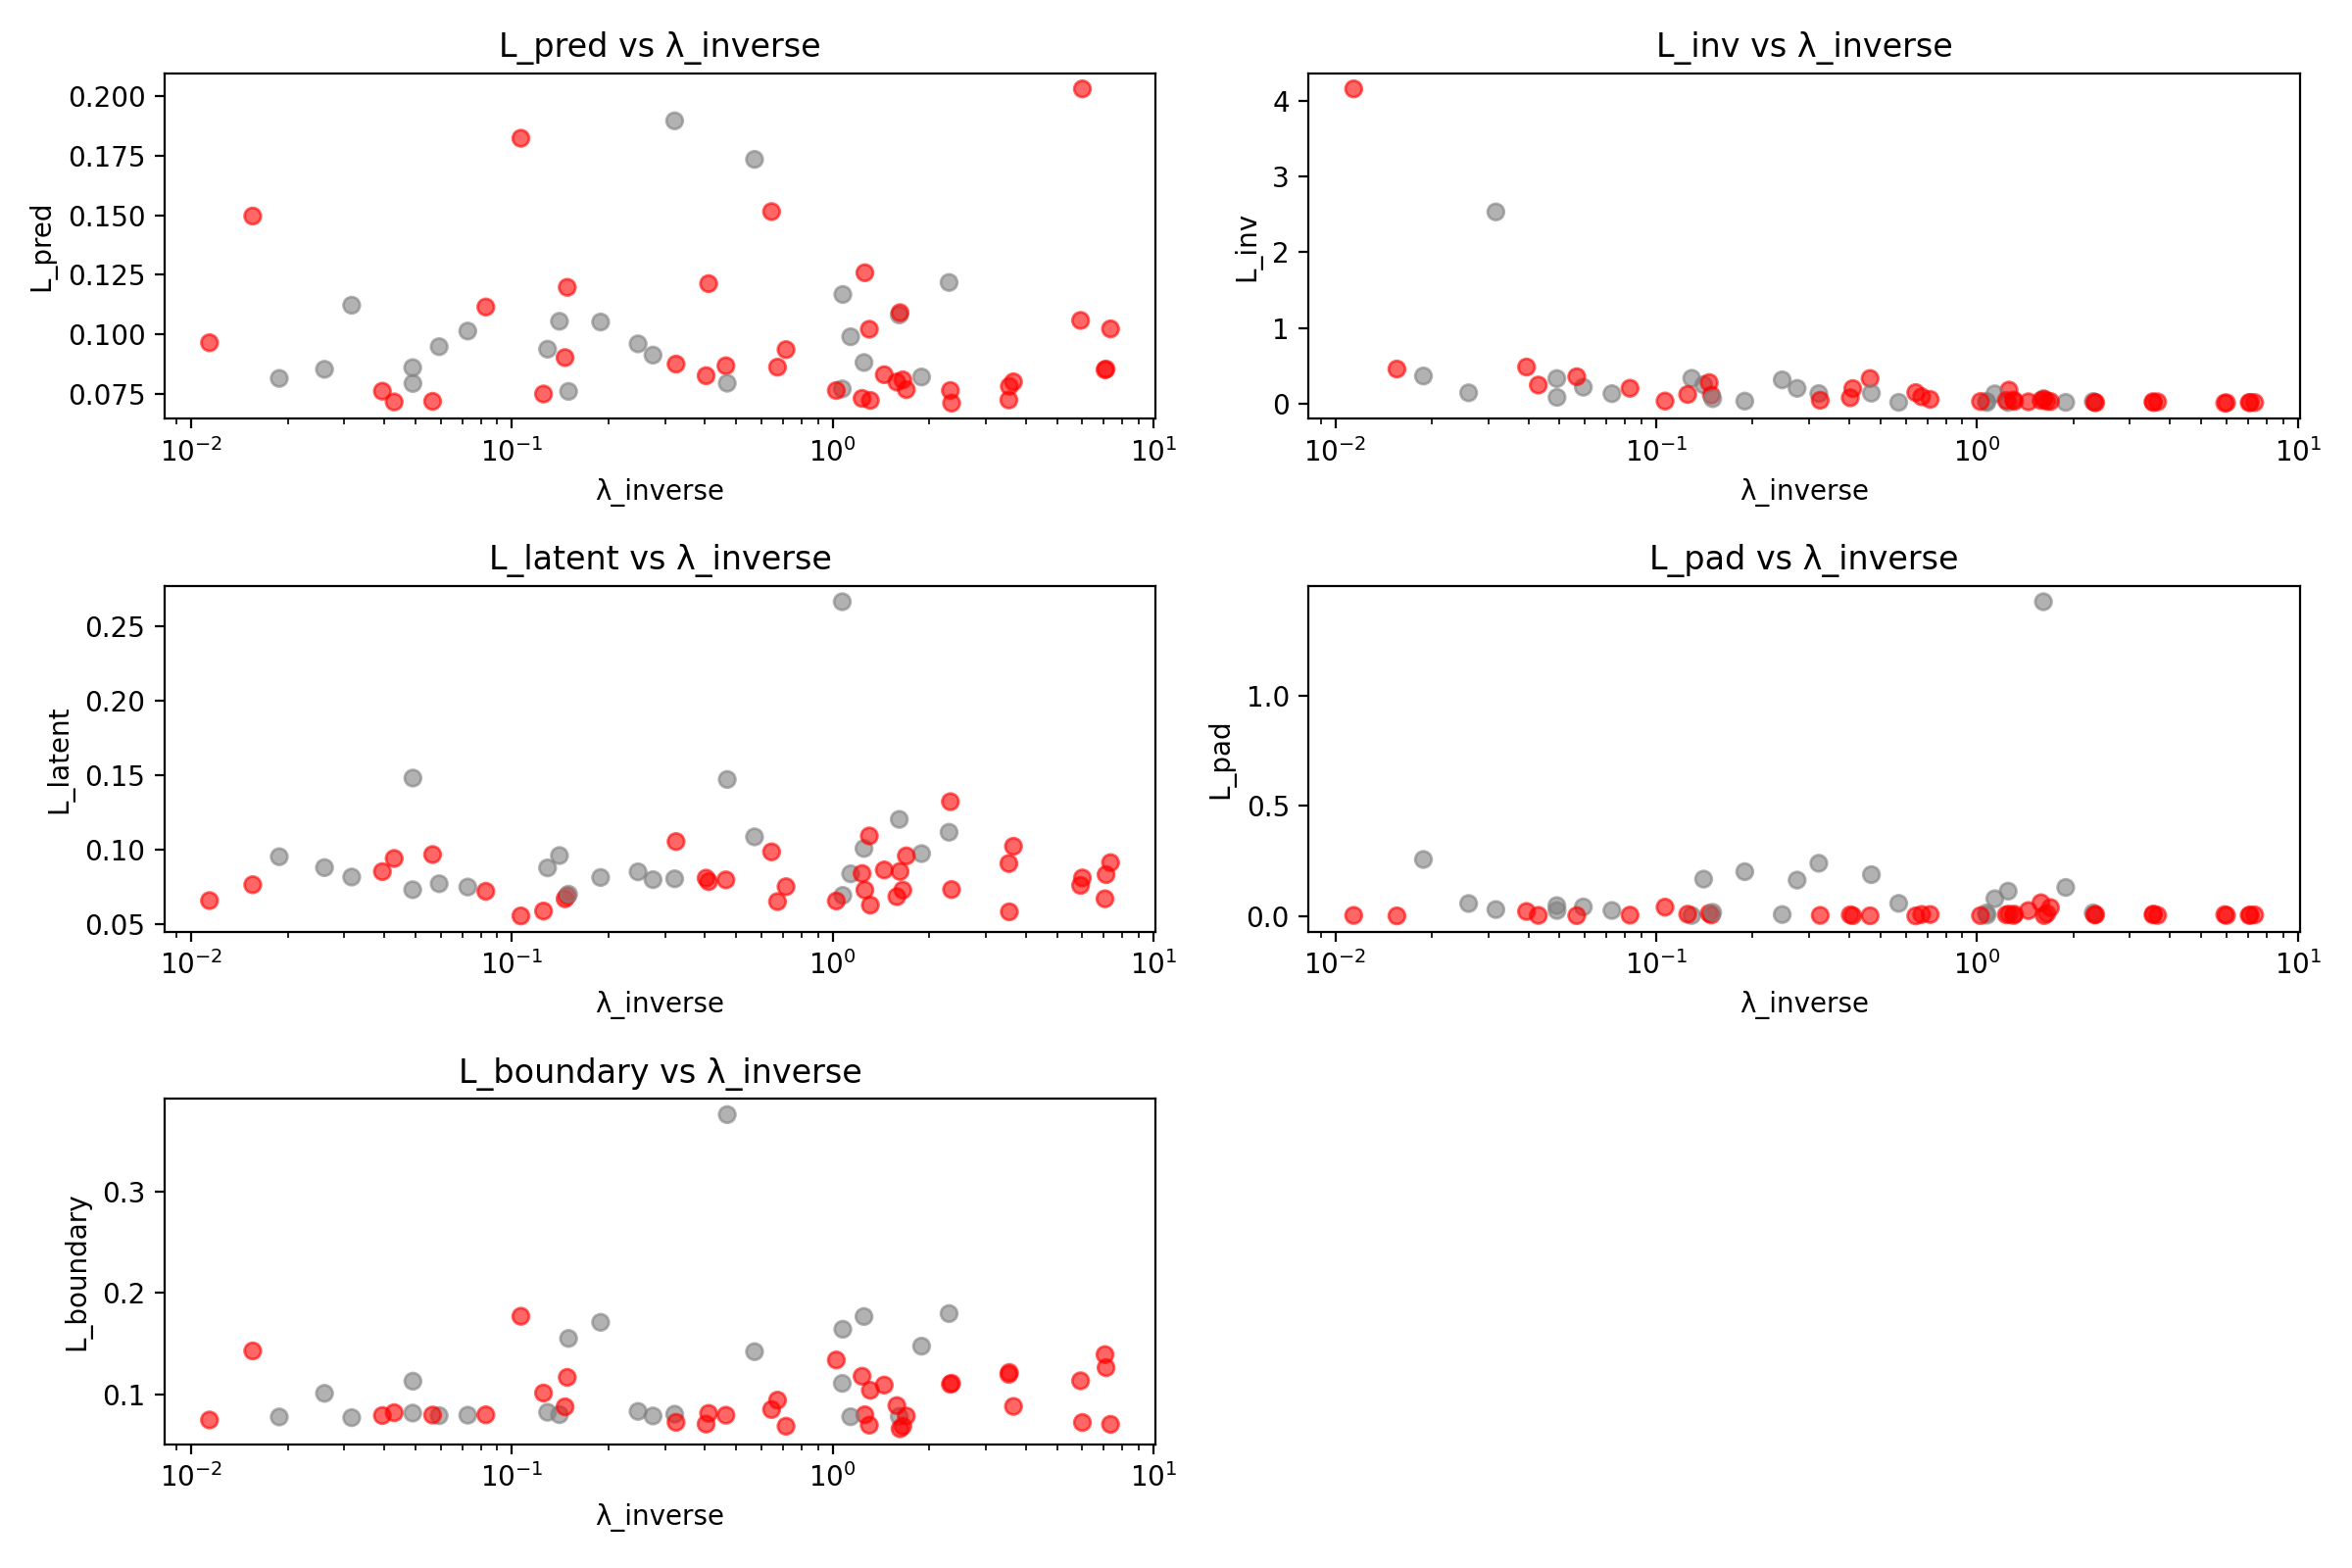 L_pred vs λ_inverse
L_pred
0.200
0.175
0.150
0.125
0.100
0.075
10⁻²
10⁻¹
10⁰
10¹
λ_inverse
L_inv vs λ_inverse
L_inv
4
3
2
1
0
10⁻²
10⁻¹
10⁰
10¹
λ_inverse
L_latent vs λ_inverse
L_latent
0.25
0.20
0.15
0.10
0.05
10⁻²
10⁻¹
10⁰
10¹
λ_inverse
L_pad vs λ_inverse
L_pad
1.0
0.5
0.0
10⁻²
10⁻¹
10⁰
10¹
λ_inverse
L_boundary vs λ_inverse
L_boundary
0.3
0.2
0.1
10⁻²
10⁻¹
10⁰
10¹
λ_inverse